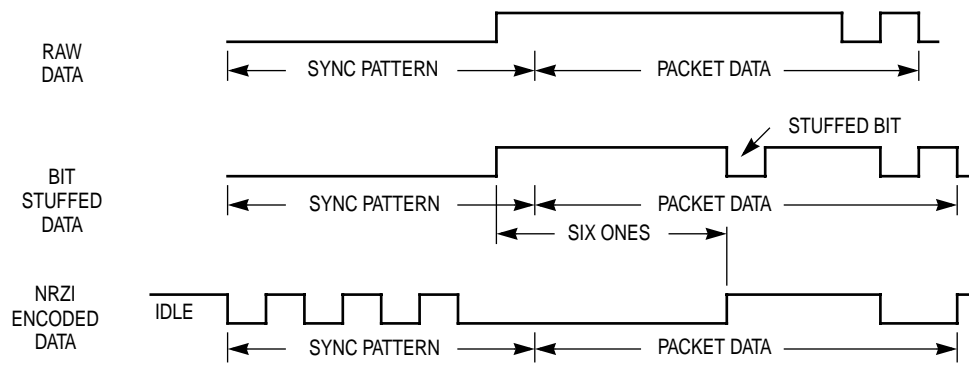 RAW
DATA
SYNC PATTERN
PACKET DATA
STUFFED BIT
BIT
STUFFED
DATA
SYNC PATTERN
PACKET DATA
SIX ONES
NRZI
ENCODED
DATA
IDLE
SYNC PATTERN
PACKET DATA